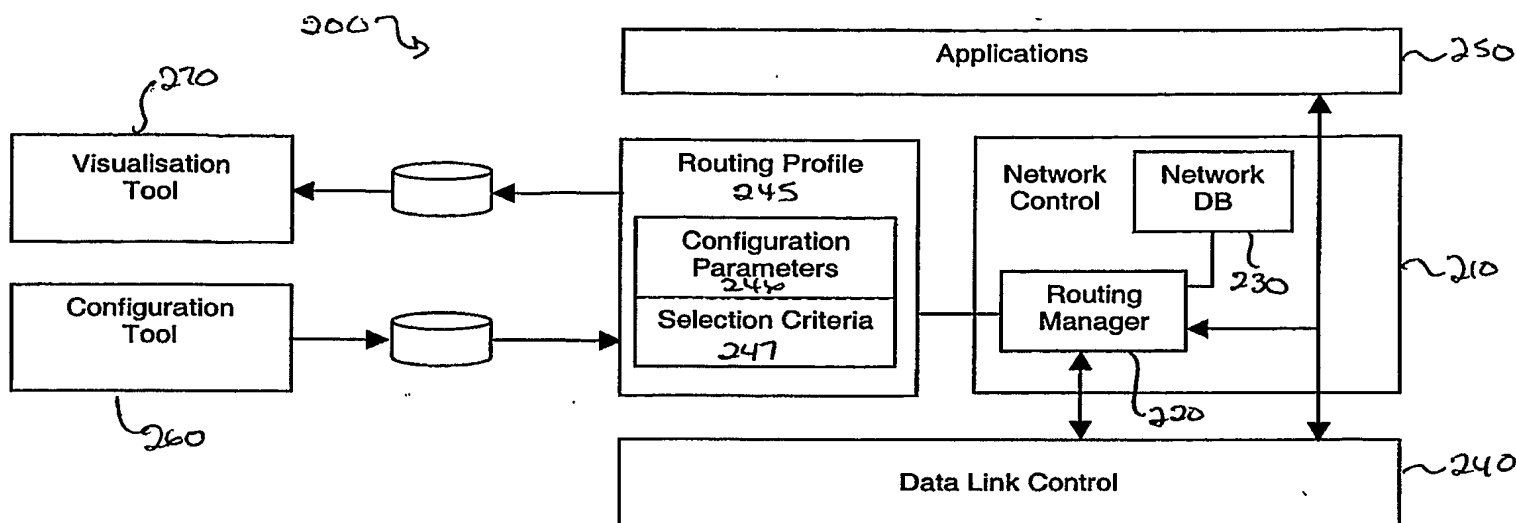 200
Applications
250
270
Visualisation
Tool
Routing Profile
245
Configuration
Parameters
246
Selection Criteria
247
Network
Control
Network
DB
230
210
Routing
Manager
220
Configuration
Tool
260
Data Link Control
240